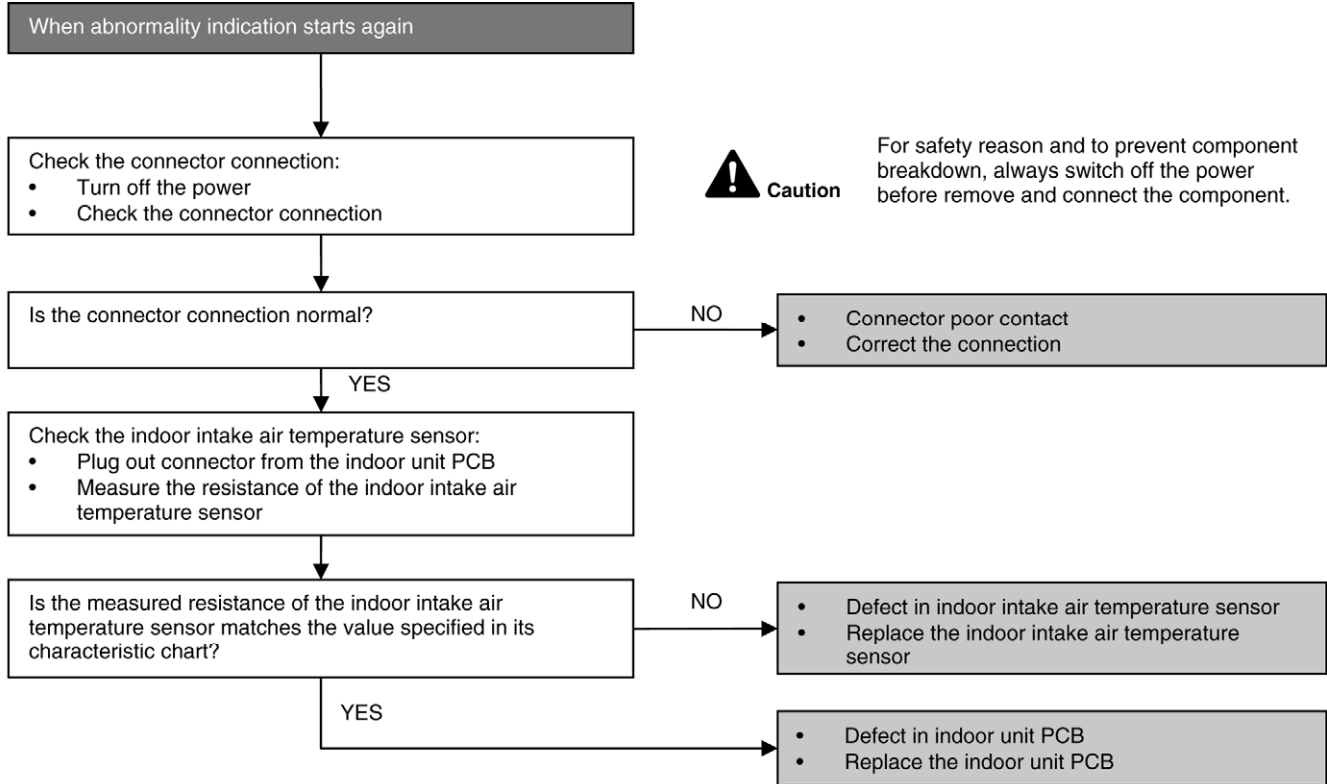 When abnormality indication starts again
Check the connector connection:
• Turn off the power
• Check the connector connection
Caution
For safety reason and to prevent component
breakdown, always switch off the power
before remove and connect the component.
Is the connector connection normal?
NO
• Connector poor contact
• Correct the connection
YES
Check the indoor intake air temperature sensor:
• Plug out connector from the indoor unit PCB
• Measure the resistance of the indoor intake air
temperature sensor
Is the measured resistance of the indoor intake air
temperature sensor matches the value specified in its
characteristic chart?
NO
• Defect in indoor intake air temperature sensor
• Replace the indoor intake air temperature
sensor
YES
• Defect in indoor unit PCB
• Replace the indoor unit PCB